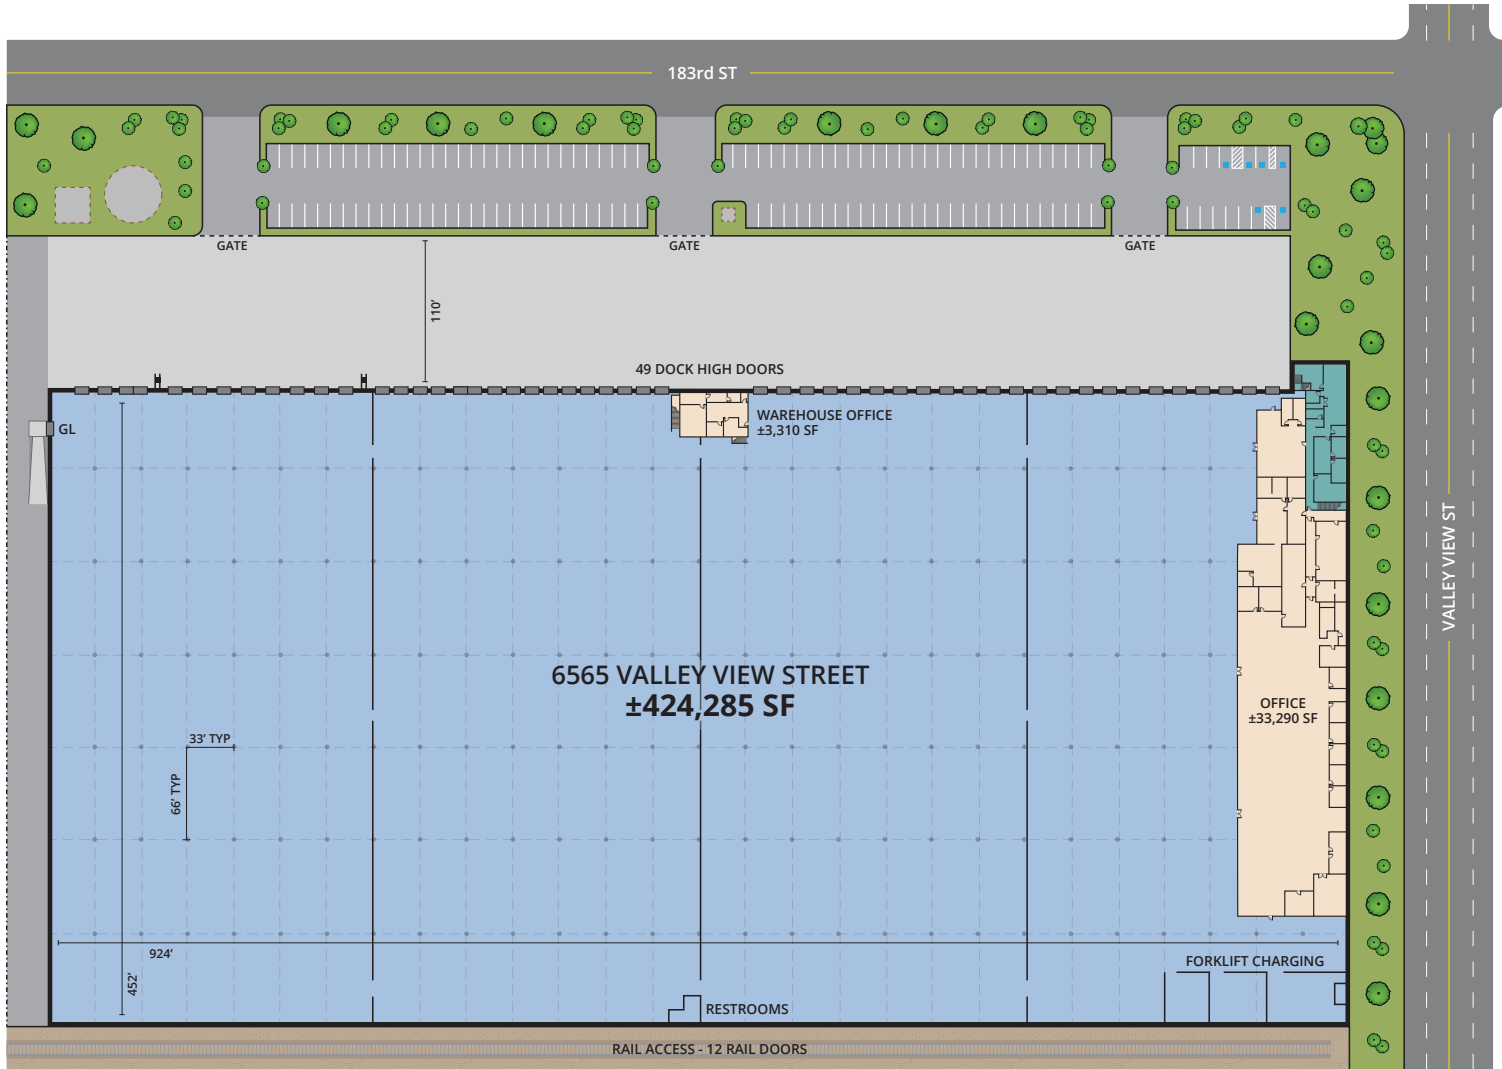 183rd ST
GATE
GATE
GATE
110'
49 DOCK HIGH DOORS
WAREHOUSE OFFICE
±3,310 SF
GL
VALLEY VIEW ST
6565 VALLEY VIEW STREET
±424,285 SF
OFFICE
±33,290 SF
33' TYP
66' TYP
924'
452'
FORKLIFT CHARGING
RESTROOMS
RAIL ACCESS - 12 RAIL DOORS